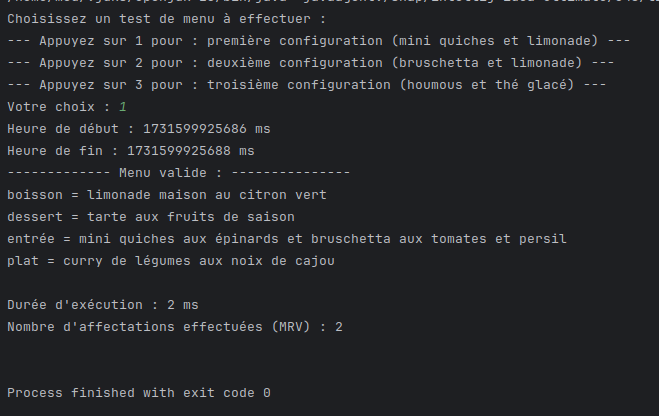 Choisissez un test de menu à effectuer :
--- Appuyez sur 1 pour : première configuration (mini quiches et limonade) ---
--- Appuyez sur 2 pour : deuxième configuration (bruschetta et limonade) ---
--- Appuyez sur 3 pour : troisième configuration (houmous et thé glacé) ---
Votre choix : 1
Heure de début : 1731599925686 ms
Heure de fin : 1731599925688 ms
------------- Menu valide : ---------------
boisson = limonade maison au citron vert
dessert = tarte aux fruits de saison
entrée = mini quiches aux épinards et bruschetta aux tomates et persil
plat = curry de légumes aux noix de cajou
Durée d'exécution : 2 ms
Nombre d'affectations effectuées (MRV) : 2
Process finished with exit code 0